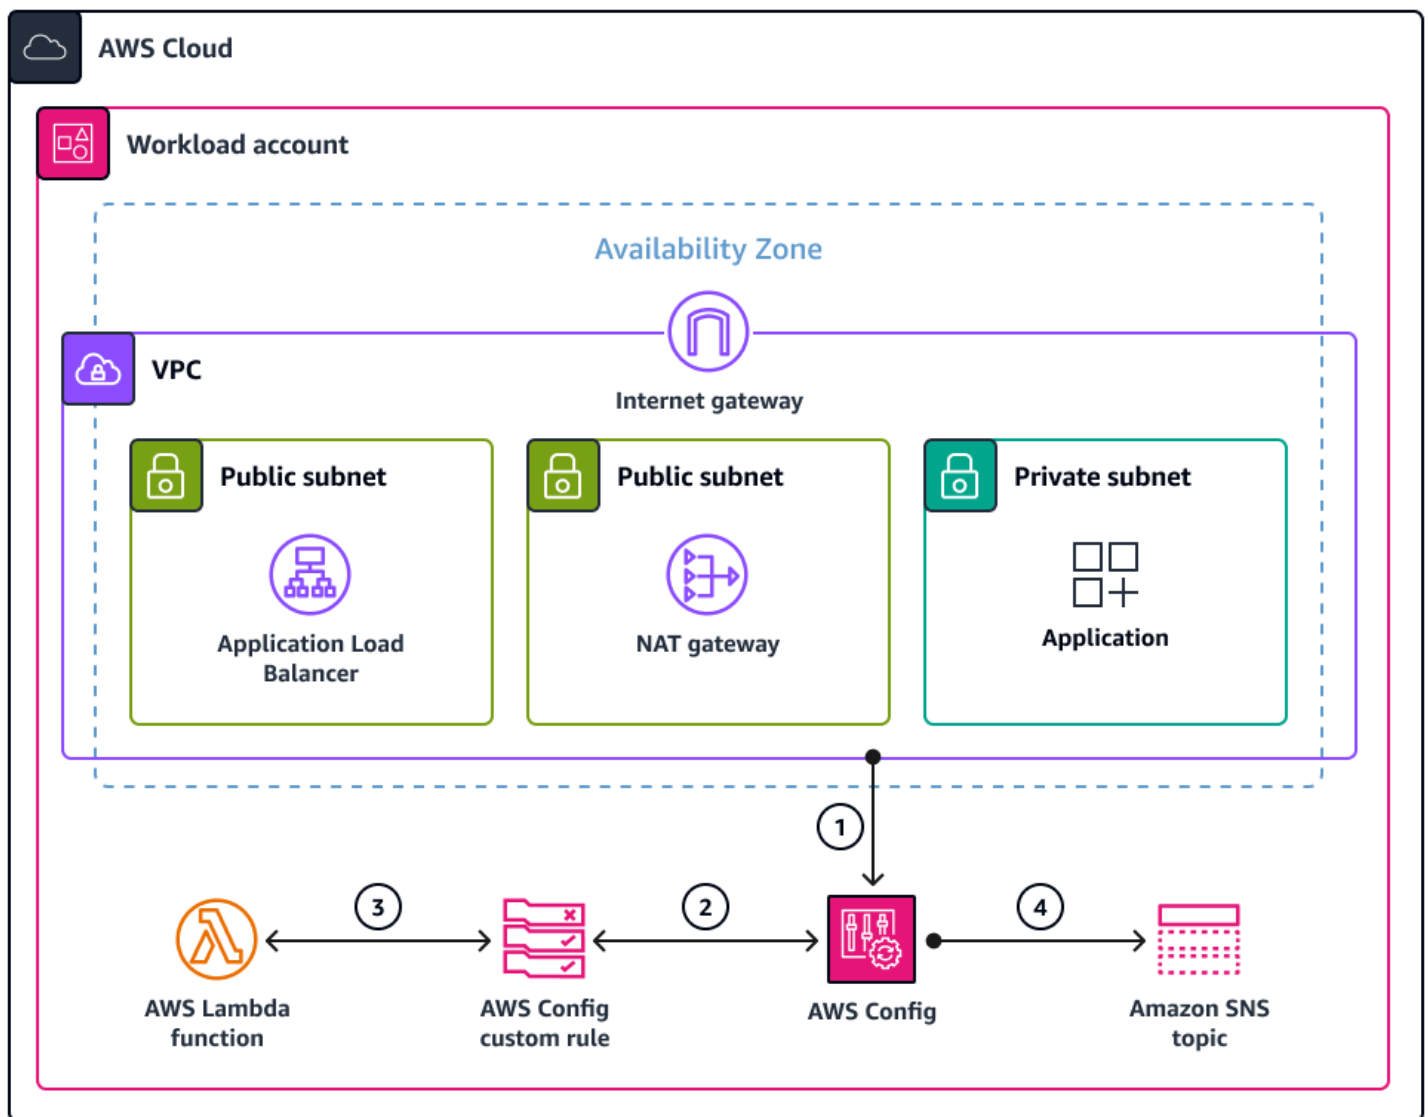 AWS Cloud
Workload account
Availability Zone
VPC
Internet gateway
Public subnet
Public subnet
Private subnet
Application Load
Balancer
NAT gateway
Application
1
3
2
4
AWS Lambda
function
AWS Config
custom rule
AWS Config
Amazon SNS
topic